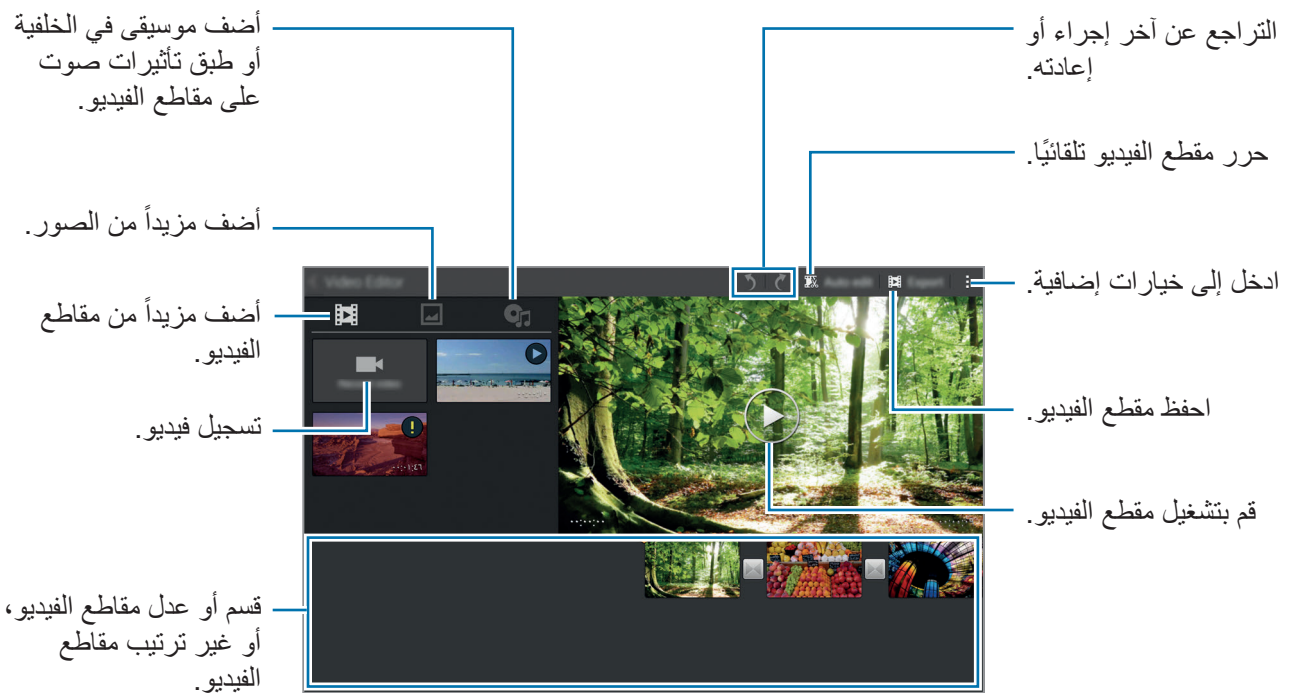 التراجع عن آخر إجراء أو
إعادته.
حرر مقطع الفيديو تلقائيًا.
ادخل إلى خيارات إضافية.
احفظ مقطع الفيديو.
قم بتشغيل مقطع الفيديو.
أضف موسيقى في الخلفية
أو طبق تأثيرات صوت
على مقاطع الفيديو.
أضف مزيداً من الصور.
أضف مزيداً من مقاطع
الفيديو.
تسجيل فيديو.
قسم أو عدل مقاطع الفيديو،
أو غير ترتيب مقاطع
الفيديو.
Video Editor
Auto edit
Export
٠٠:٠١:٤٦